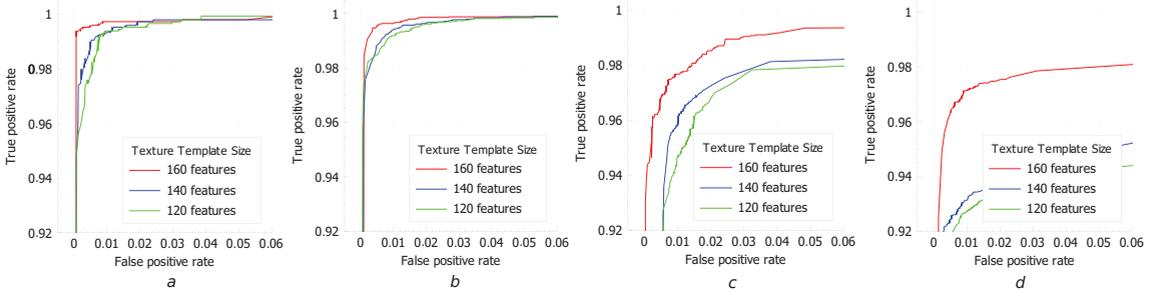 1
0.98
0.96
0.94
0.92
True positive rate
Texture Template Size
160 features
140 features
120 features
0 0.01 0.02 0.03 0.04 0.05 0.06
False positive rate
a
1
0.98
0.96
0.94
0.92
True positive rate
Texture Template Size
160 features
140 features
120 features
0 0.01 0.02 0.03 0.04 0.05 0.06
False positive rate
b
1
0.98
0.96
0.94
0.92
True positive rate
Texture Template Size
160 features
140 features
120 features
0 0.01 0.02 0.03 0.04 0.05 0.06
False positive rate
c
1
0.98
0.96
0.94
0.92
True positive rate
Texture Template Size
160 features
140 features
120 features
0 0.01 0.02 0.03 0.04 0.05 0.06
False positive rate
d